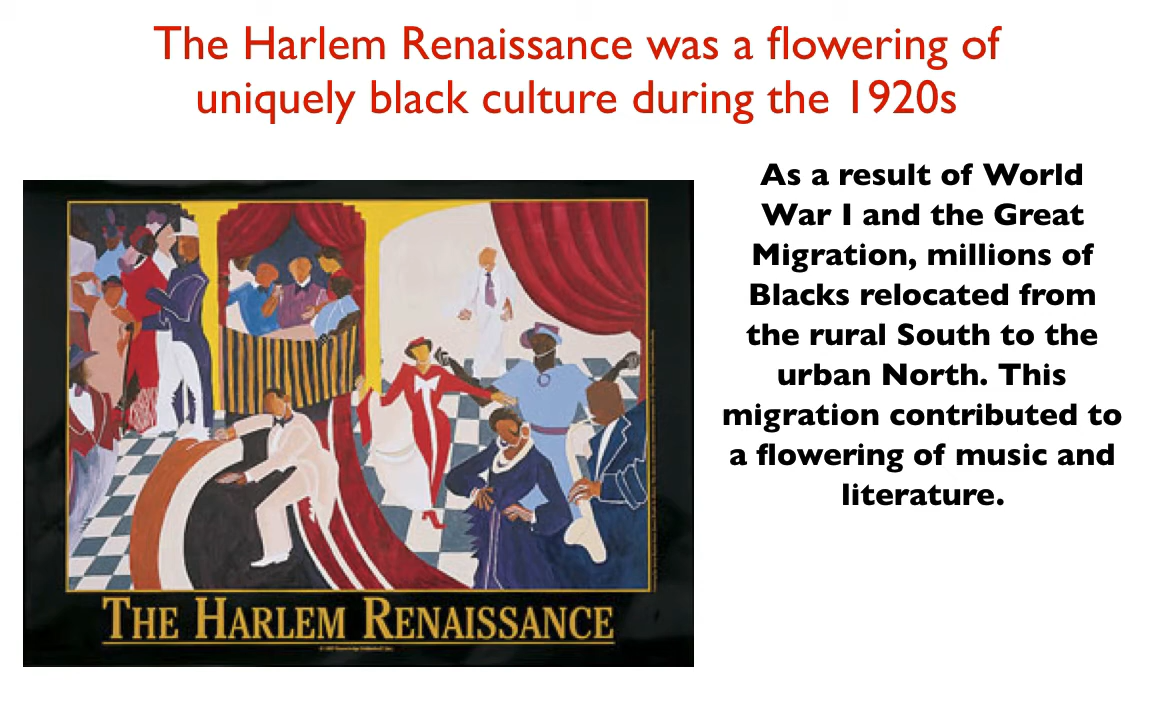 The Harlem Renaissance was a flowering of
uniquely black culture during the 1920s
As a result of World
War I and the Great
Migration, millions of
Blacks relocated from
the rural South to the
urban North. This
migration contributed to
a flowering of music and
literature.
THE HARLEM RENAISSANCE